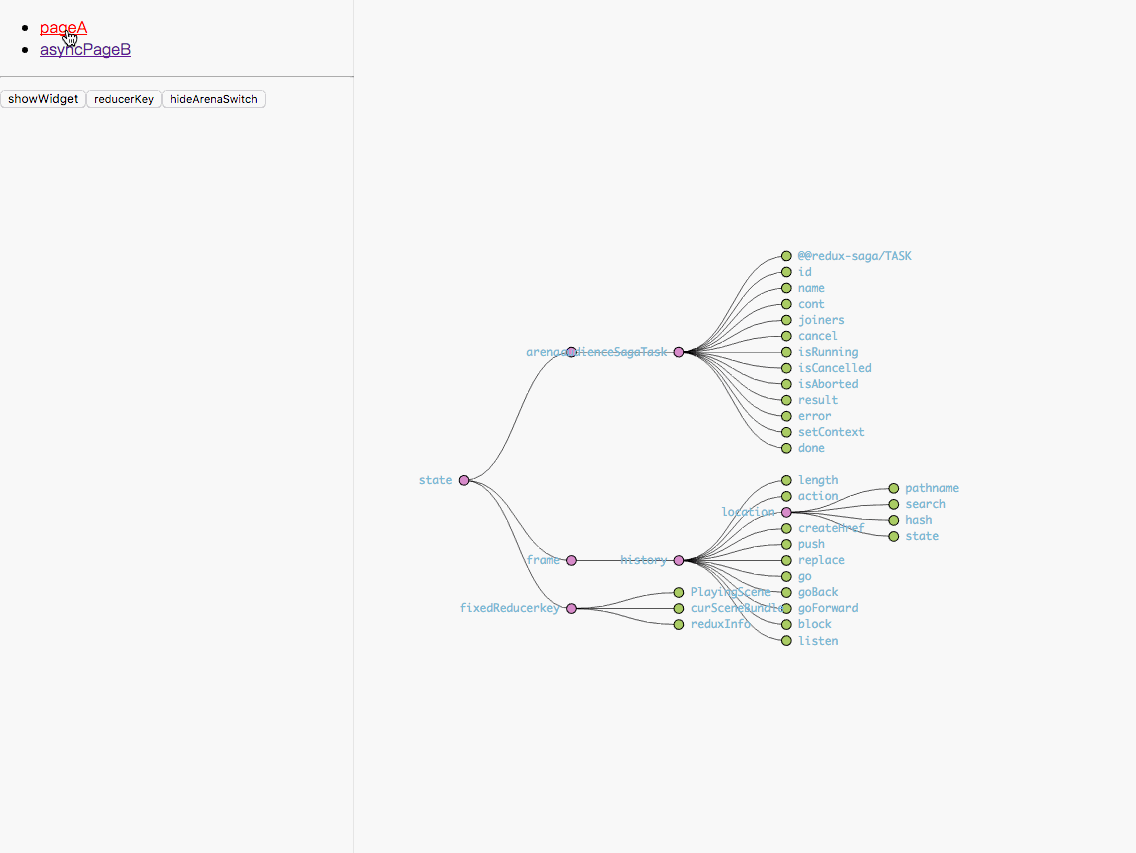 pageA
asyncPageB
showWidget reducerKey hideArenaSwitch
@@redux-saga/TASK
id
name
cont
joiners
cancel
arena audienceSagaTask isRunning
isCancelled
isAborted
result
error
setContext
done
state length
pathname
action
search
location
hash
createHref
state
push
frame history replace
go
PlayingScene goBack
fixedReducerkey curSceneBundle goForward
reduxInfo block
listen